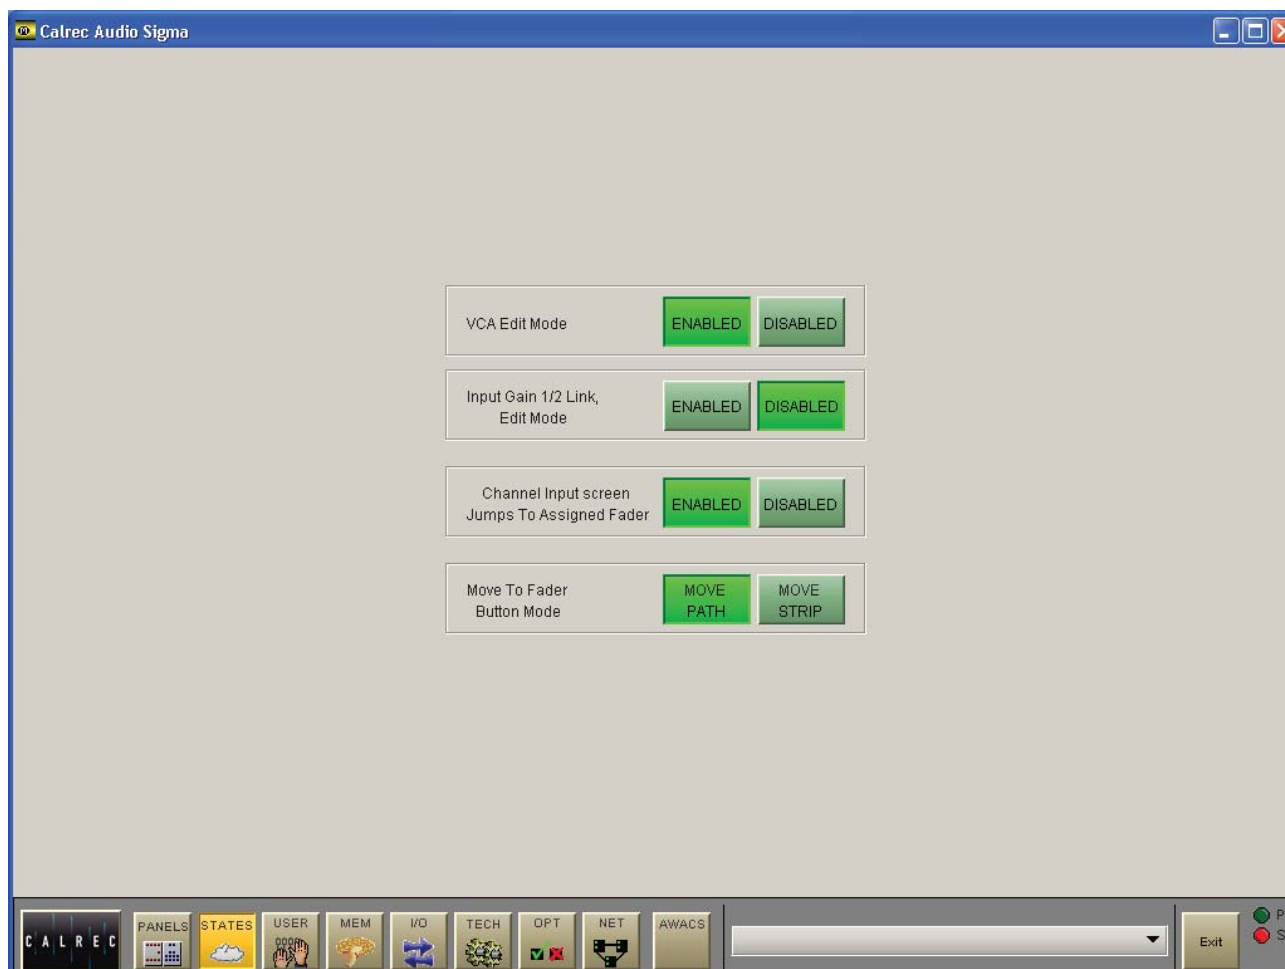 Calrec Audio Sigma
VCA Edit Mode
ENABLED
DISABLED
Input Gain 1/2 Link,
Edit Mode
ENABLED
DISABLED
Channel Input screen
Jumps To Assigned Fader
ENABLED
DISABLED
Move To Fader
Button Mode
MOVE
PATH
MOVE
STRIP
CALREC
PANELS
STATES
USER
MEM
I/O
TECH
OPT
NET
AWACS
Exit
P
S